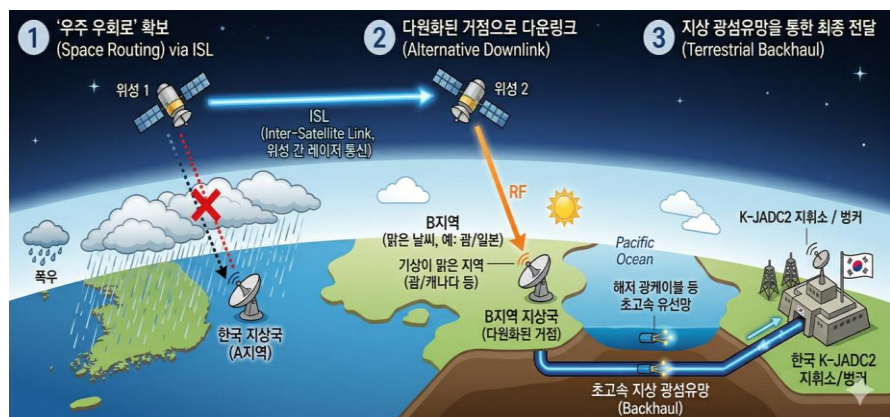 1 '우주 우회로' 확보
(Space Routing) via ISL
2 다원화된 거점으로 다운링크
(Alternative Downlink)
3 지상 광섬유망을 통한 최종 전달
(Terrestrial Backhaul)
위성 1
위성 2
ISL
(Inter-Satellite Link,
위성 간 레이저 통신)
RF
폭우
한국 지상국
(A지역)
B지역
(맑은 날씨, 예: 괌/일본)
기상이 맑은 지역
(괌/캐나다 등)
B지역 지상국
(다원화된 거점)
Pacific
Ocean
해저 광케이블 등
초고속 유선망
초고속 지상 광섬유망
(Backhaul)
K-JADC2 지휘소 / 벙커
한국 K-JADC2
지휘소/벙커